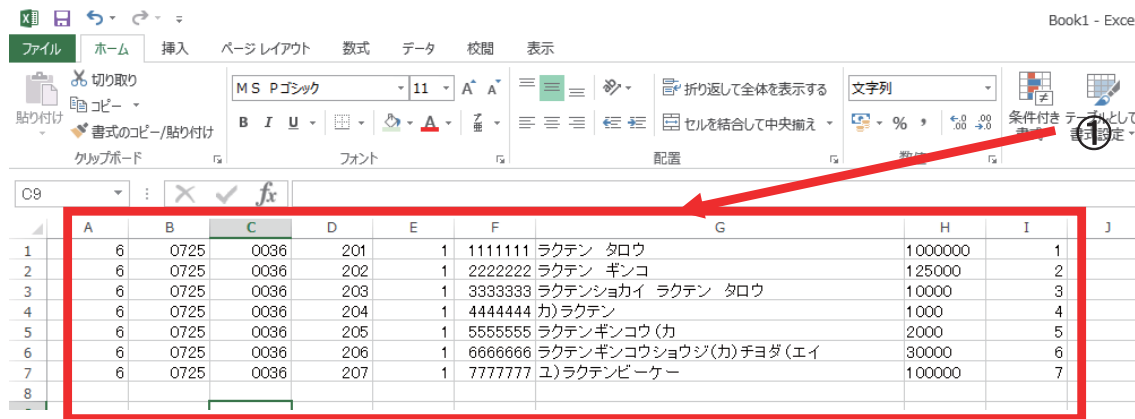 Book1 - Exce
ファイル ホーム 挿入 ページ レイアウト 数式 データ 校閲 表示
切り取り
コピー
貼り付け
書式のコピー/貼り付け
クリップボード
ＭＳ Ｐゴシック 11 A A
B I U A
フォント
折り返して全体を表示する
セルを結合して中央揃え
配置
文字列
% ,
数値
条件付き テーブルとして
書式 書式設定
①
C9 fx
A B C D E F G H I J
1 6 0725 0036 201 1 1111111 ラクテン タロウ 1000000 1
2 6 0725 0036 202 1 2222222 ラクテン ギンコ 125000 2
3 6 0725 0036 203 1 3333333 ラクテンショカイ ラクテン タロウ 10000 3
4 6 0725 0036 204 1 4444444 カ)ラクテン 1000 4
5 6 0725 0036 205 1 5555555 ラクテンギンコウ(カ 2000 5
6 6 0725 0036 206 1 6666666 ラクテンギンコウショウジ(カ)チヨダ(エイ 30000 6
7 6 0725 0036 207 1 7777777 ユ)ラクテンビーケー 100000 7
8